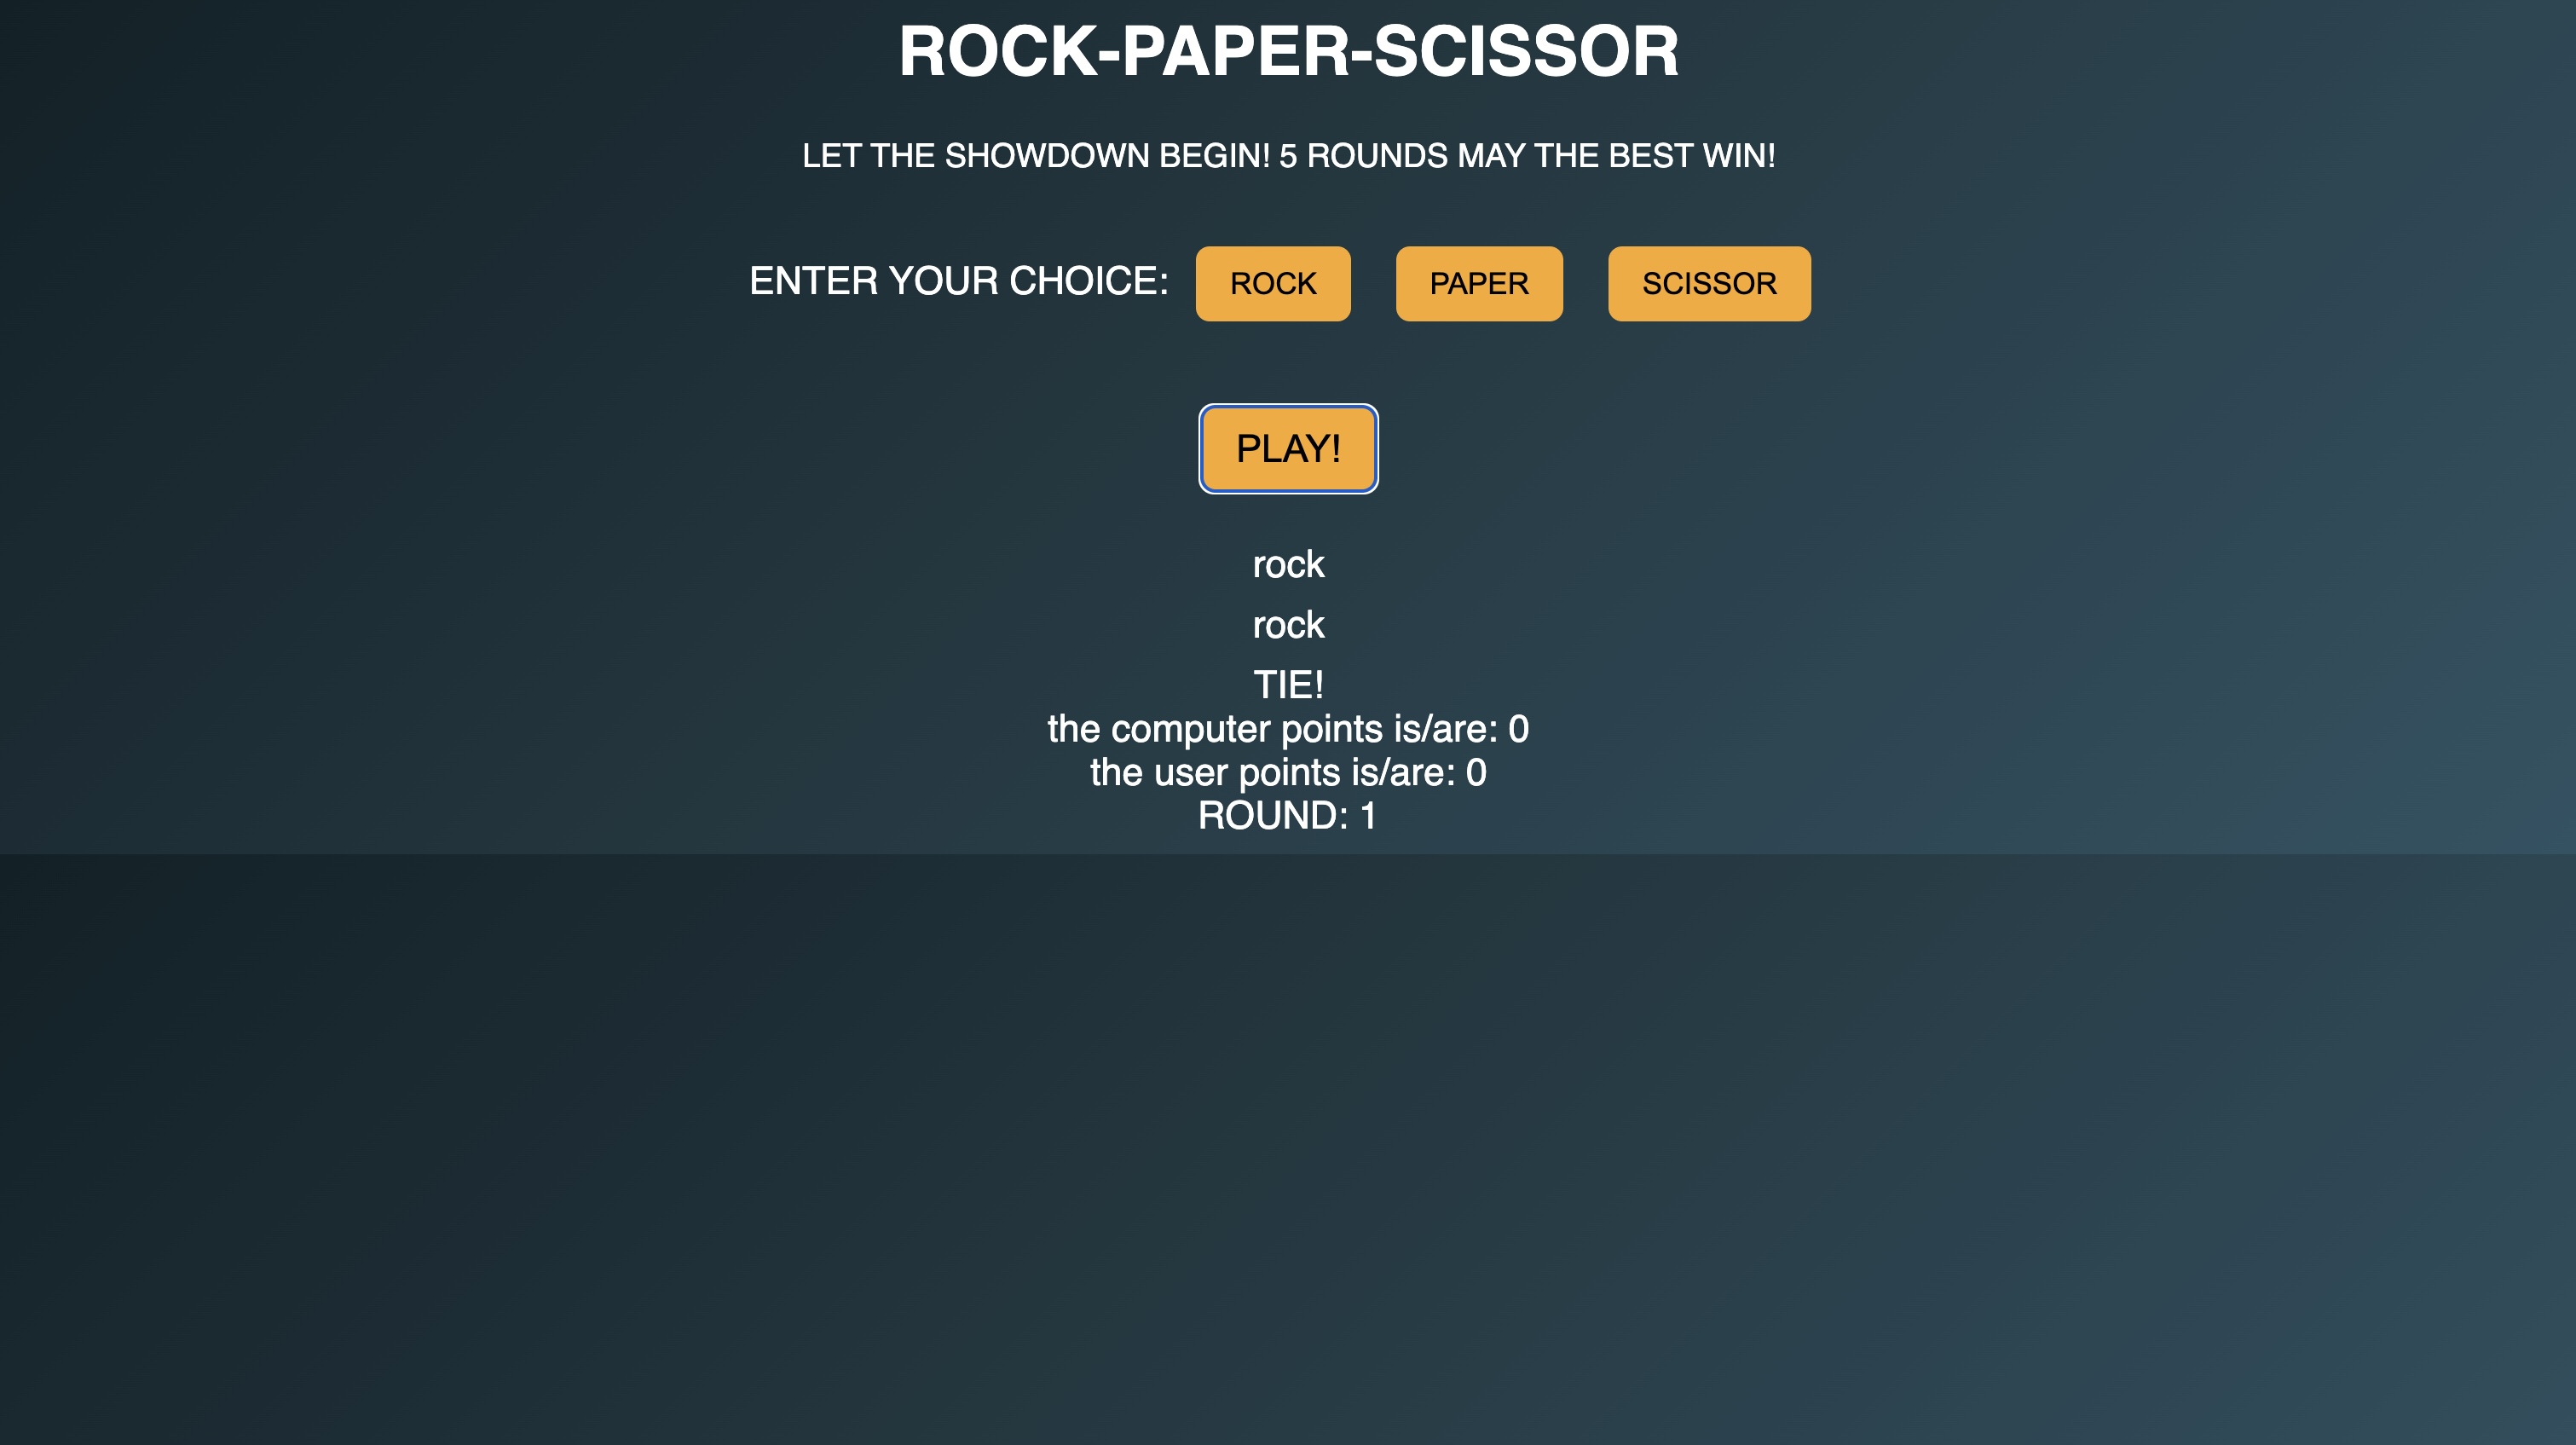 ROCK-PAPER-SCISSOR
LET THE SHOWDOWN BEGIN! 5 ROUNDS MAY THE BEST WIN!
ENTER YOUR CHOICE: ROCK PAPER SCISSOR
PLAY!
rock
rock
TIE!
the computer points is/are: 0
the user points is/are: 0
ROUND: 1